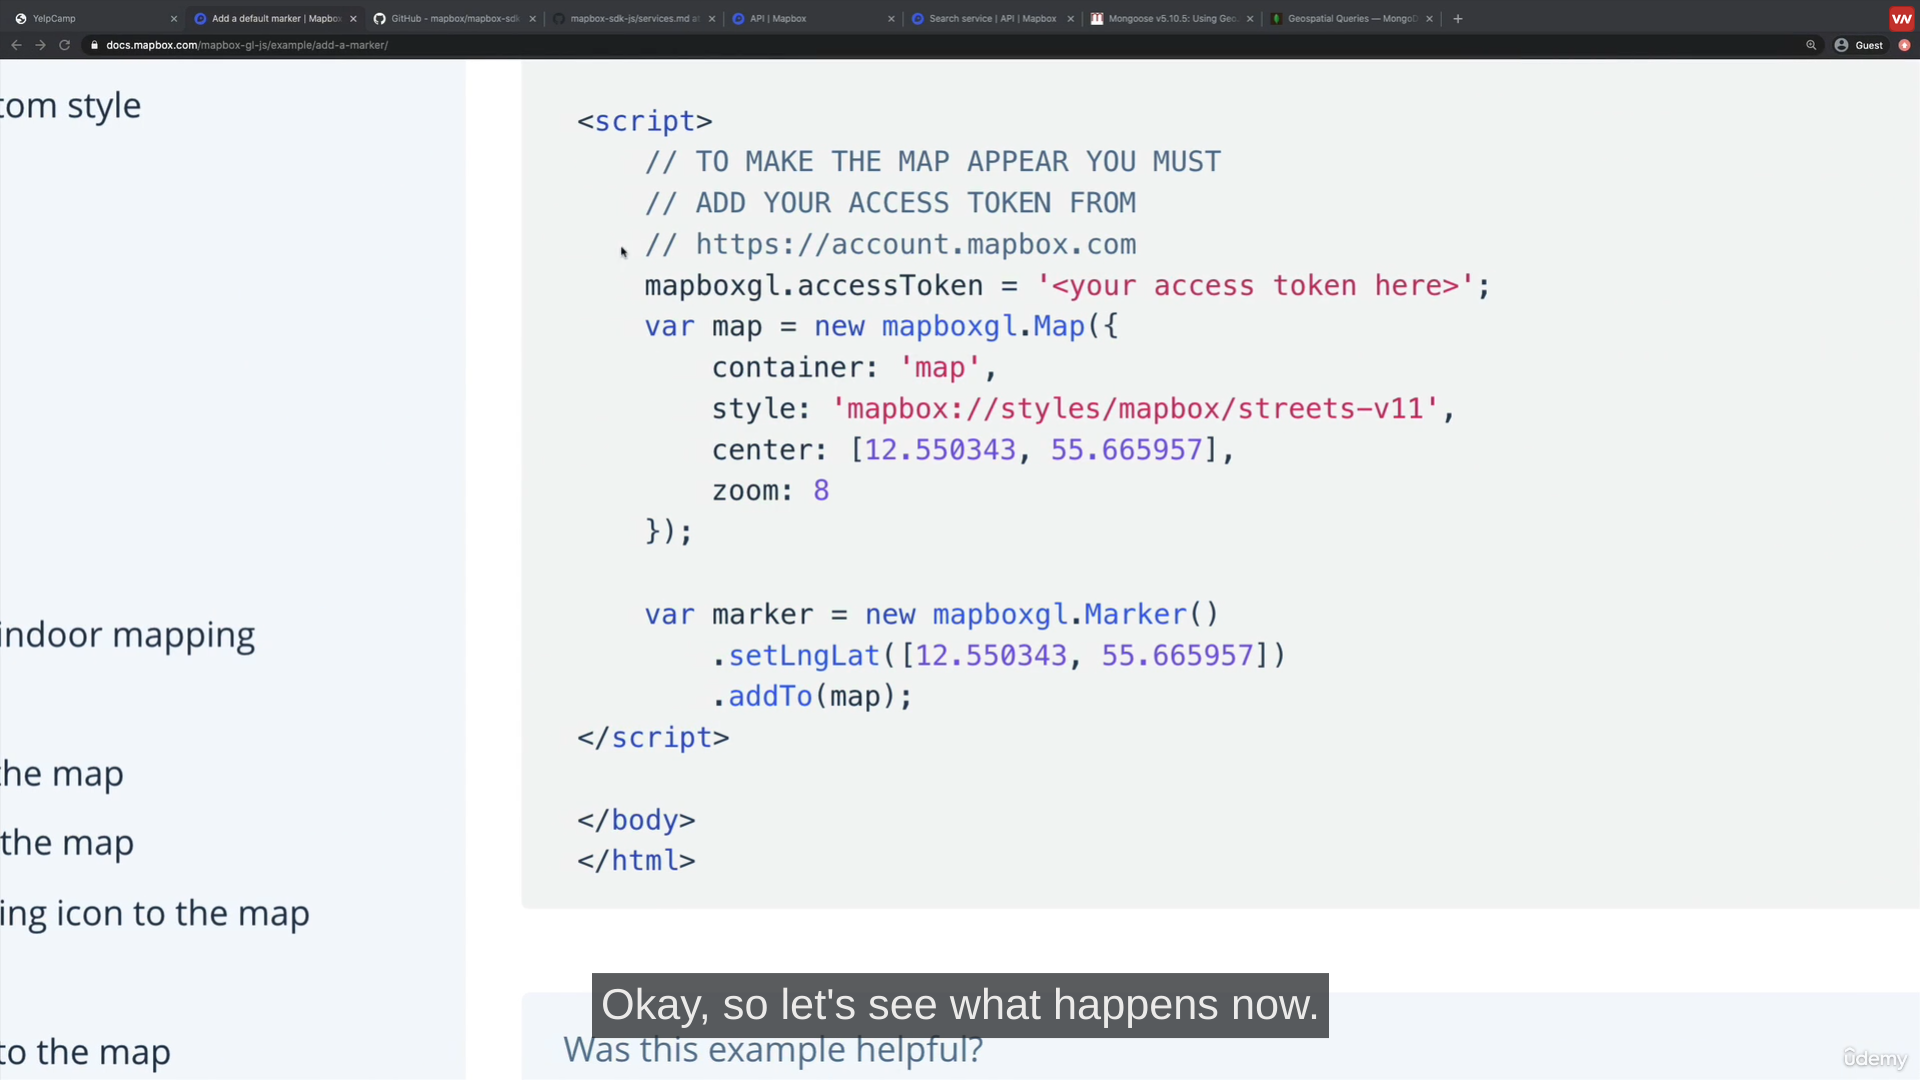 YelpCamp
Add a default marker | Mapbox
GitHub - mapbox/mapbox-sdk
mapbox-sdk-js/services.md at
API | Mapbox
Search service | API | Mapbox
Mongoose v5.10.5: Using Geo
Geospatial Queries — MongoD
docs.mapbox.com/mapbox-gl-js/example/add-a-marker/
Guest
tom style
indoor mapping
the map
the map
ing icon to the map
to the map
<script>
// TO MAKE THE MAP APPEAR YOU MUST
// ADD YOUR ACCESS TOKEN FROM
// https://account.mapbox.com
mapboxgl.accessToken = '<your access token here>';
var map = new mapboxgl.Map({
container: 'map',
style: 'mapbox://styles/mapbox/streets-v11',
center: [12.550343, 55.665957],
zoom: 8
});
var marker = new mapboxgl.Marker()
.setLngLat([12.550343, 55.665957])
.addTo(map);
</script>
</body>
</html>
Okay, so let's see what happens now.
Was this example helpful?
ûdemy